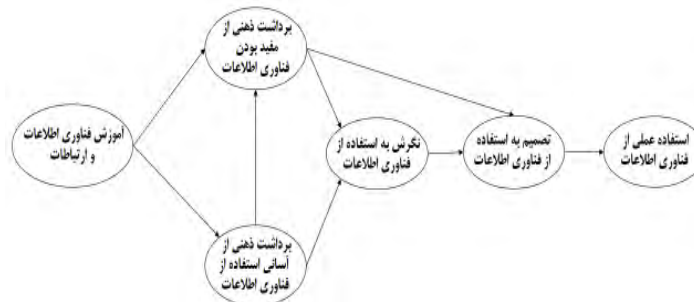 برداشت ذهنی از
مفید بودن
فناوری اطلاعات
آموزش فناوری اطلاعات
و ارتباطات
نگرش به استفاده از
فناوری اطلاعات
تصمیم به استفاده
از فناوری اطلاعات
استفاده عملی از
فناوری اطلاعات
برداشت ذهنی از
آسانی استفاده از
فناوری اطلاعات